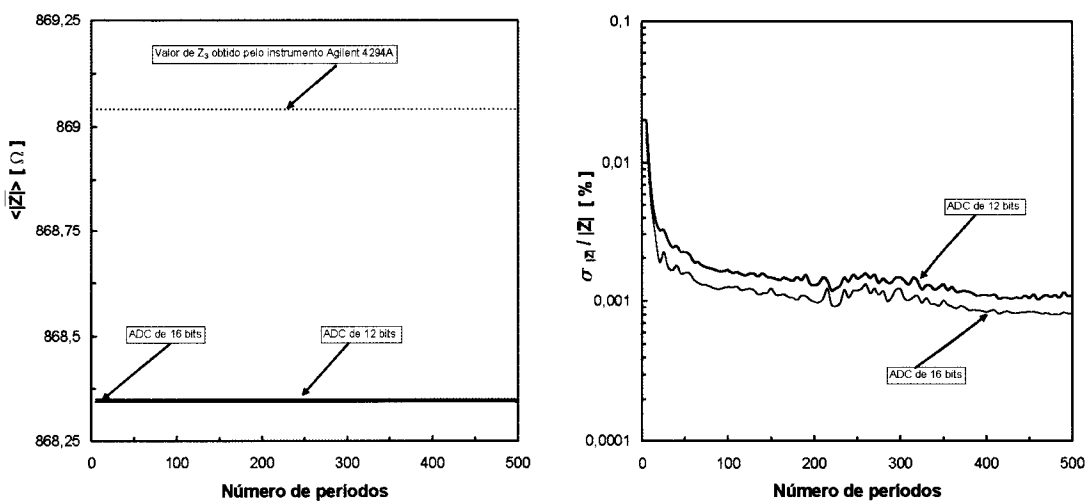 869,25
869
868,75
868,5
868,25
<|Z|> [ Ω ]
Valor de Z3 obtido pelo instrumento Agilent 4294A
ADC de 16 bits
ADC de 12 bits
0 100 200 300 400 500
Número de períodos
0,1
0,01
0,001
0,0001
σ |Z| / |Z| [ % ]
ADC de 12 bits
ADC de 16 bits
0 100 200 300 400 500
Número de períodos